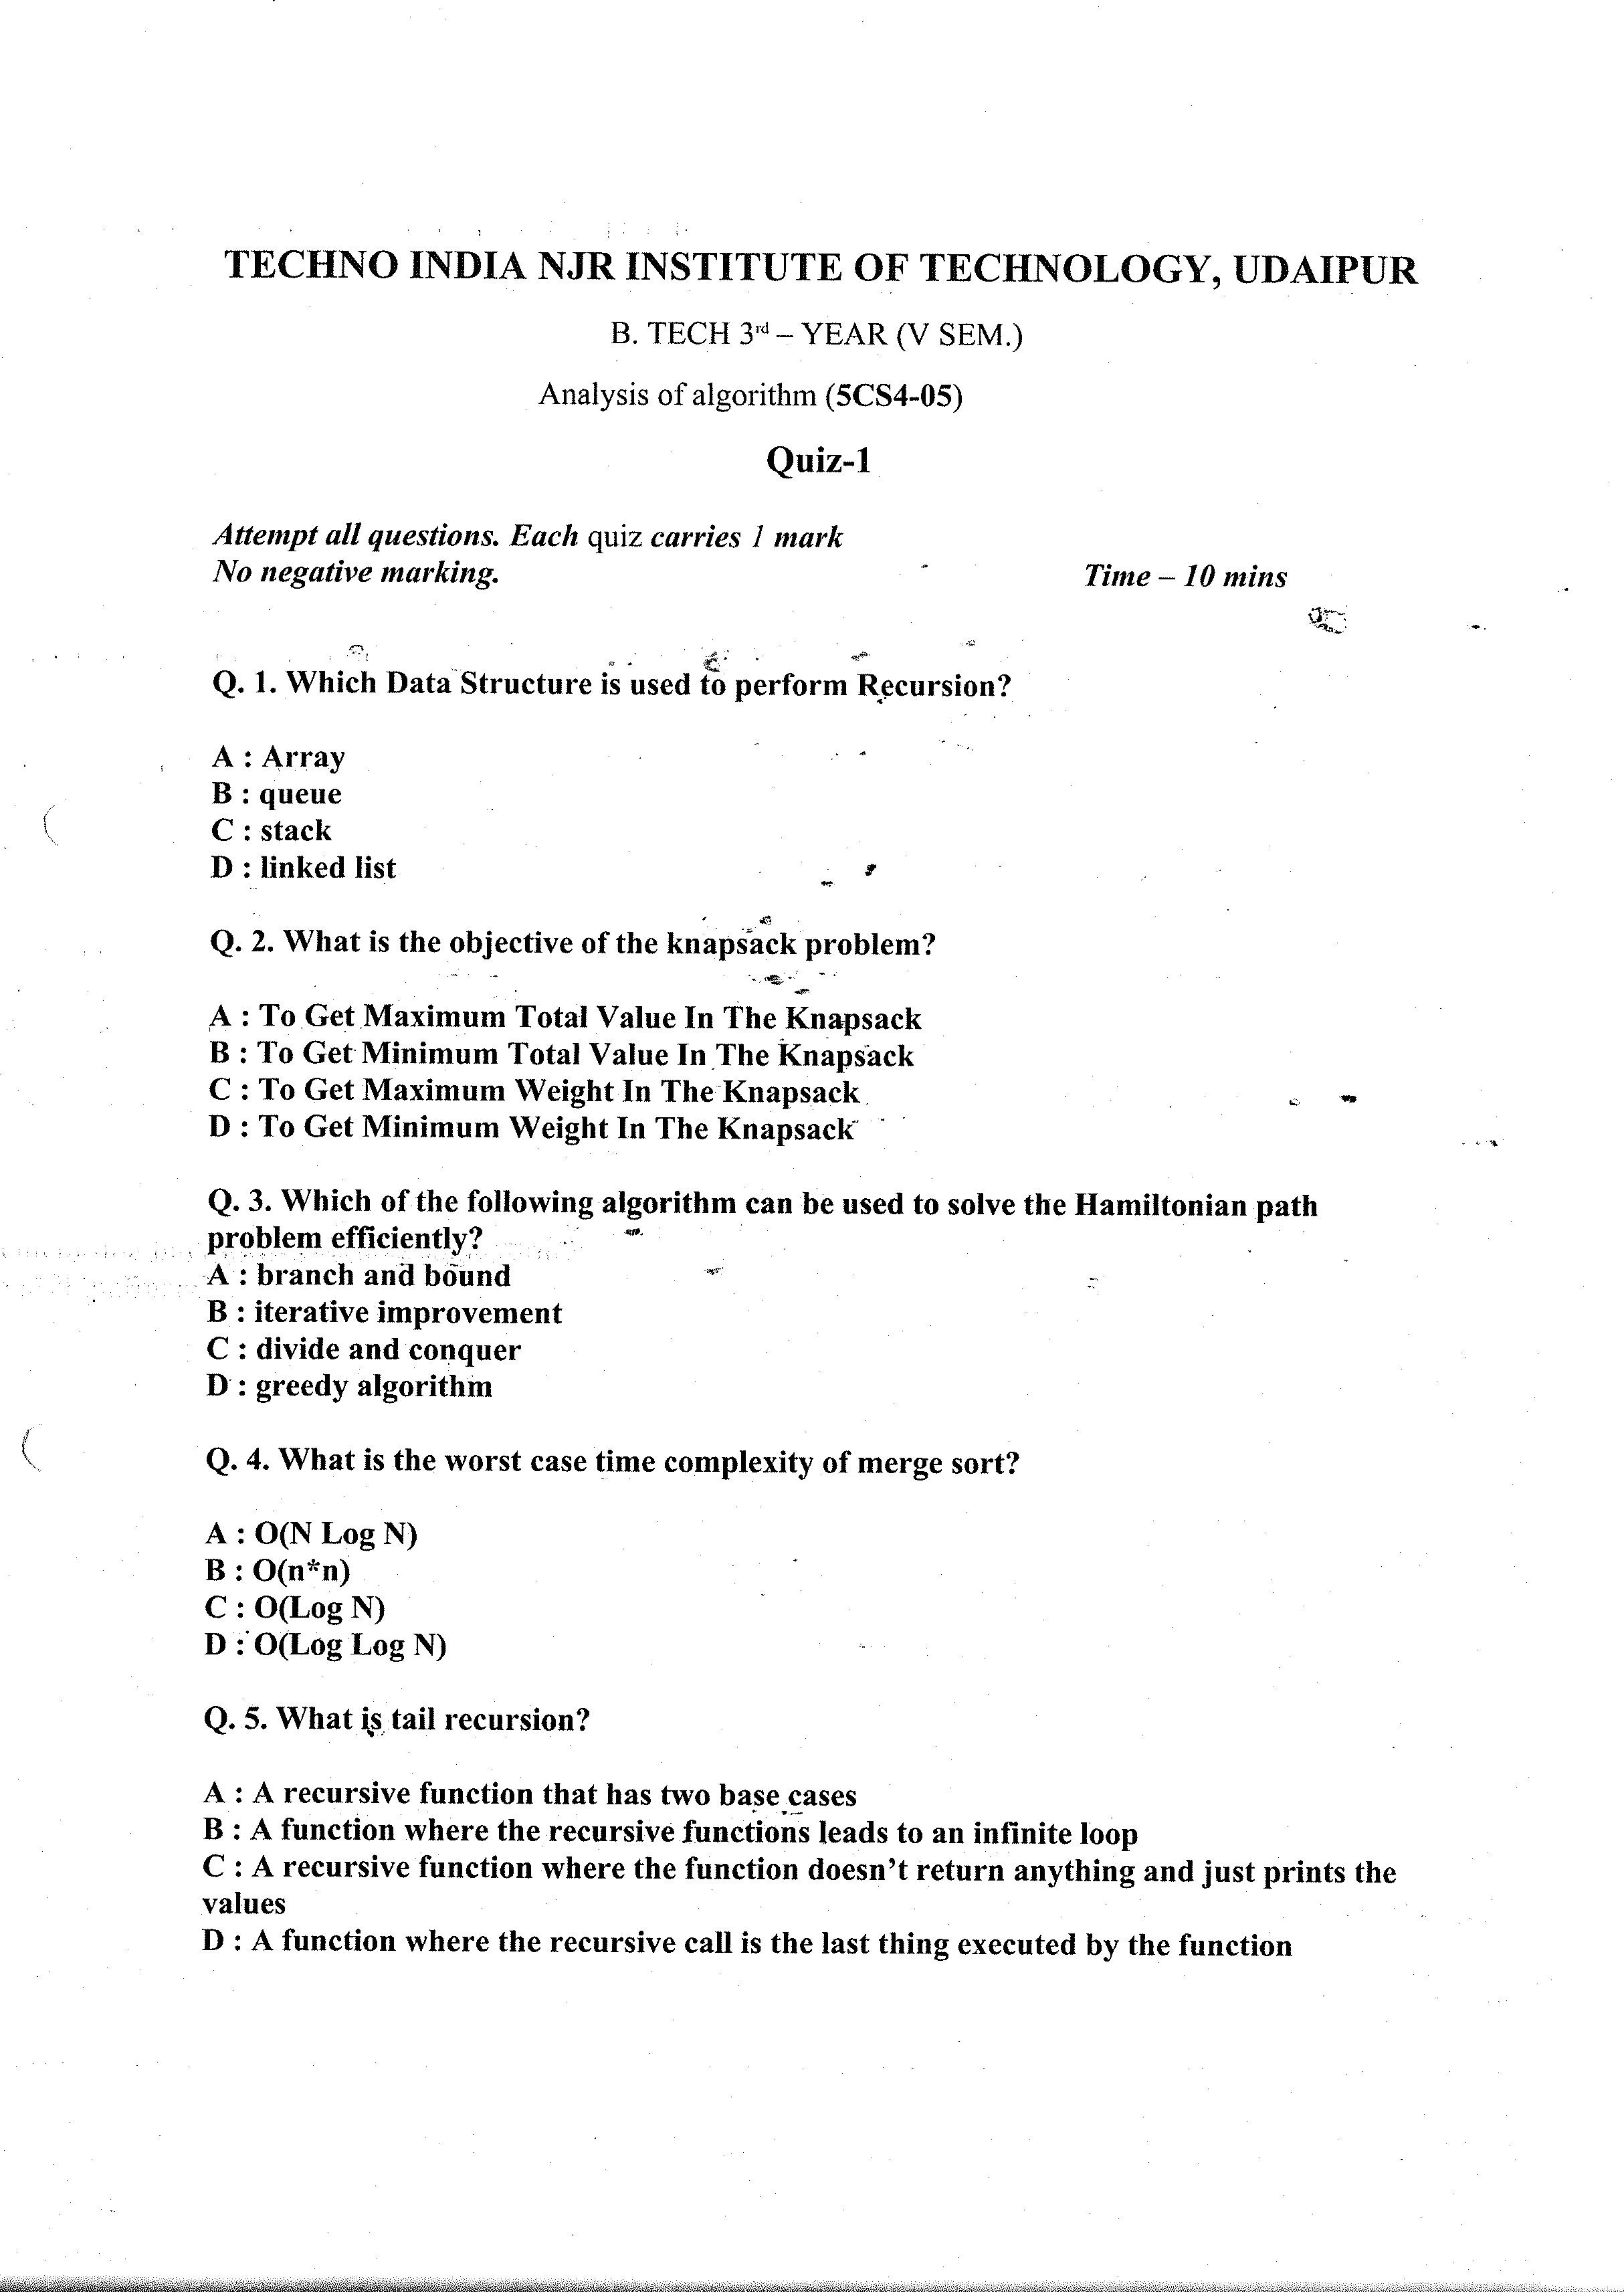 TECHNO INDIA NJR INSTITUTE OF TECHNOLOGY, UDAIPUR
B. TECH 3rd – YEAR (V SEM.)
Analysis of algorithm (5CS4-05)
Quiz-1
Attempt all questions. Each quiz carries 1 mark
No negative marking. Time – 10 mins
Q. 1. Which Data Structure is used to perform Recursion?
A : Array
B : queue
C : stack
D : linked list
Q. 2. What is the objective of the knapsack problem?
A : To Get Maximum Total Value In The Knapsack
B : To Get Minimum Total Value In The Knapsack
C : To Get Maximum Weight In The Knapsack
D : To Get Minimum Weight In The Knapsack
Q. 3. Which of the following algorithm can be used to solve the Hamiltonian path
problem efficiently?
A : branch and bound
B : iterative improvement
C : divide and conquer
D : greedy algorithm
Q. 4. What is the worst case time complexity of merge sort?
A : O(N Log N)
B : O(n*n)
C : O(Log N)
D : O(Log Log N)
Q. 5. What is tail recursion?
A : A recursive function that has two base cases
B : A function where the recursive functions leads to an infinite loop
C : A recursive function where the function doesn't return anything and just prints the
values
D : A function where the recursive call is the last thing executed by the function